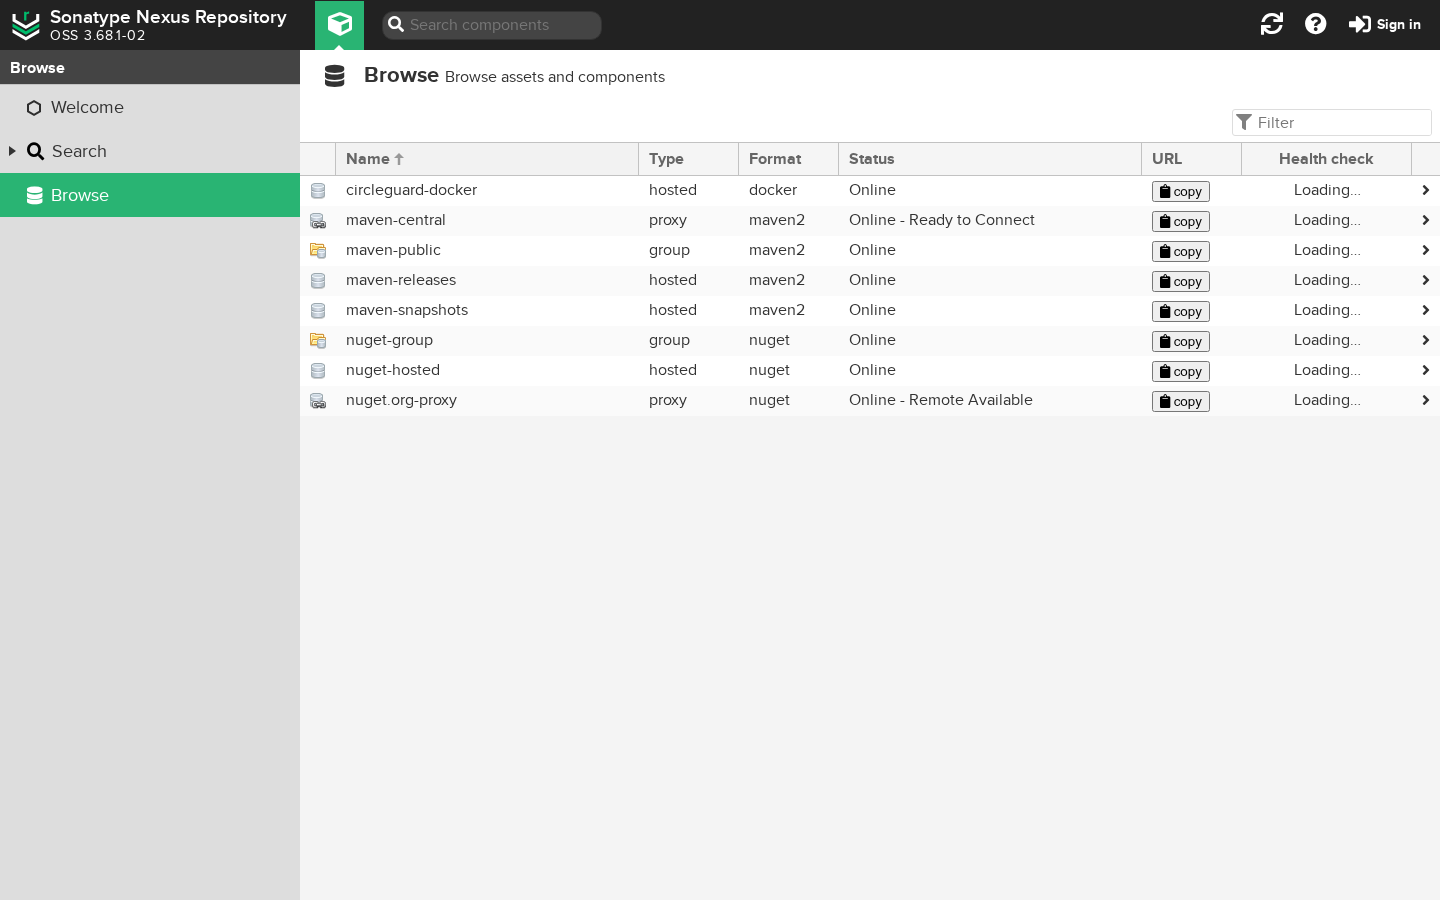 Sonatype Nexus Repository
OSS 3.68.1-02
Search components
Sign in
Browse
Welcome
Search
Browse
Browse Browse assets and components
Filter
Name Type Format Status URL Health check
circleguard-docker hosted docker Online copy Loading...
maven-central proxy maven2 Online - Ready to Connect copy Loading...
maven-public group maven2 Online copy Loading...
maven-releases hosted maven2 Online copy Loading...
maven-snapshots hosted maven2 Online copy Loading...
nuget-group group nuget Online copy Loading...
nuget-hosted hosted nuget Online copy Loading...
nuget.org-proxy proxy nuget Online - Remote Available copy Loading...